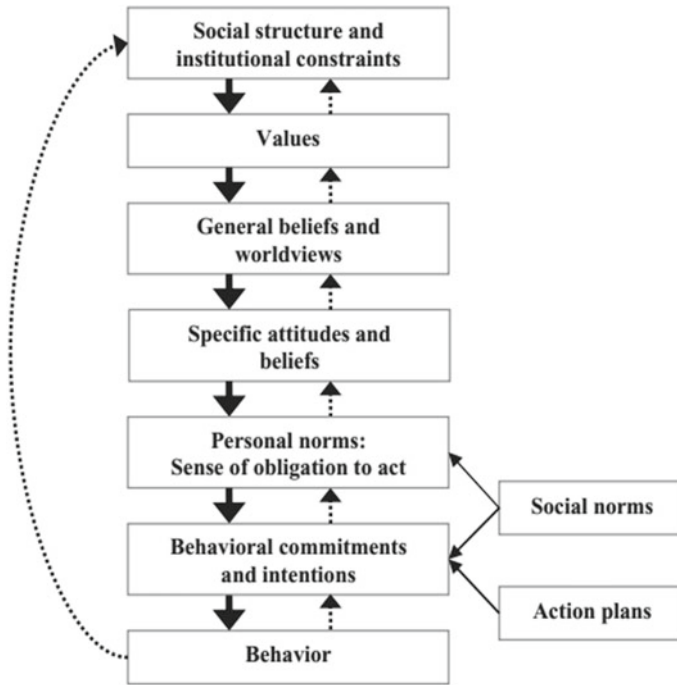 Social structure and
institutional constraints
Values
General beliefs and
worldviews
Specific attitudes and
beliefs
Personal norms:
Sense of obligation to act
Social norms
Behavioral commitments
and intentions
Action plans
Behavior